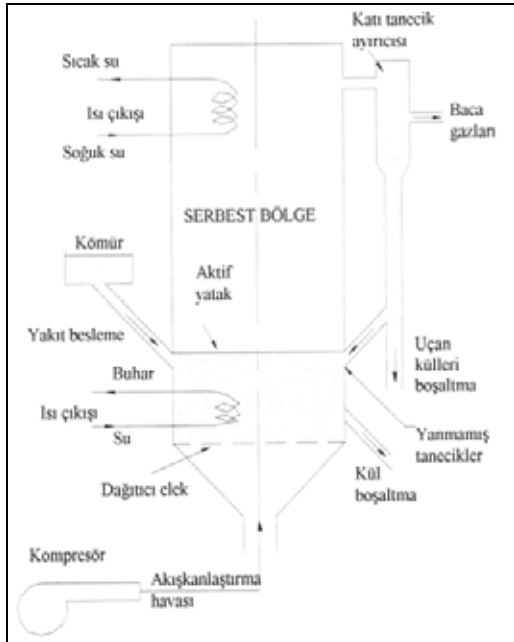 Katı tanecik
ayırıcısı
Sıcak su
Isı çıkışı
Soğuk su
Baca
gazları
SERBEST BÖLGE
Kömür
Aktif
yatak
Yakıt besleme
Uçan
külleri
boşaltma
Buhar
Isı çıkışı
Su
Yanmamış
tanecikler
Dağıtıcı elek
Kül
boşaltma
Kompresör
Akışkanlaştırma
havası